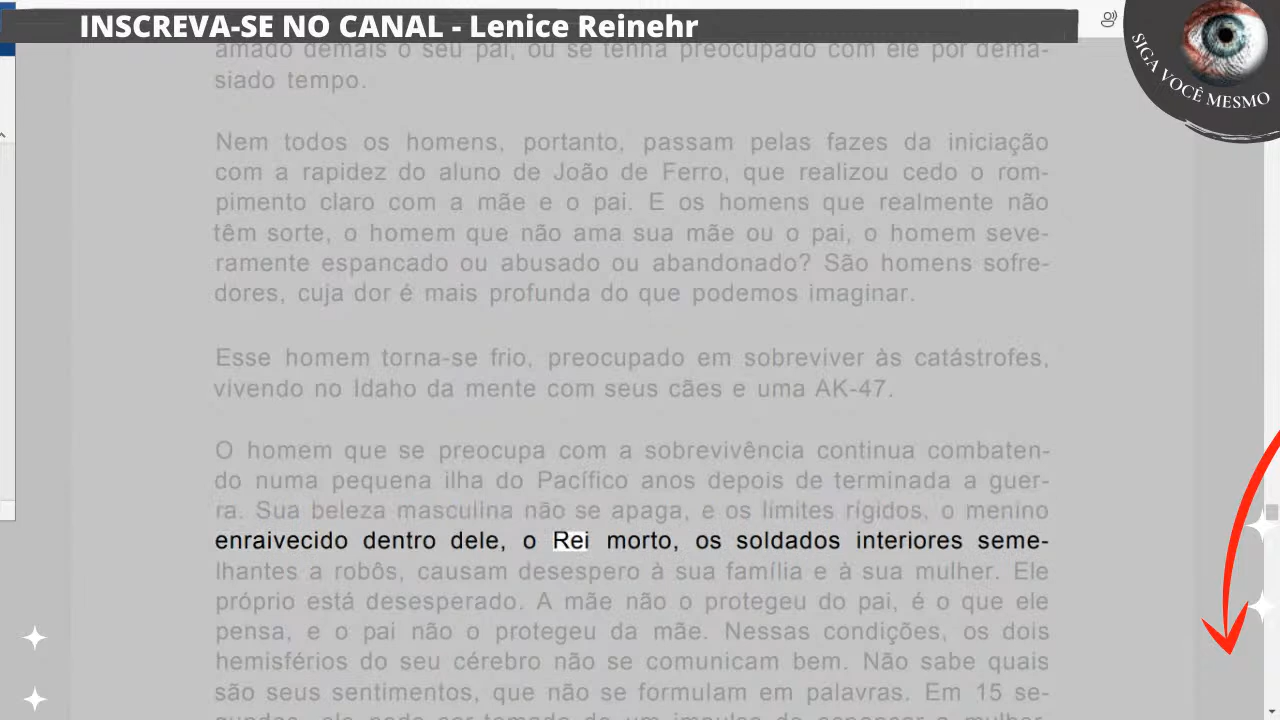 INSCREVA-SE NO CANAL - Lenice Reinehr
SIGA VOCÊ MESMO
amado demais o seu pai, ou se tenha preocupado com ele por dema-
siado tempo.
Nem todos os homens, portanto, passam pelas fazes da iniciação
com a rapidez do aluno de João de Ferro, que realizou cedo o rom-
pimento claro com a mãe e o pai. E os homens que realmente não
têm sorte, o homem que não ama sua mãe ou o pai, o homem seve-
ramente espancado ou abusado ou abandonado? São homens sofre-
dores, cuja dor é mais profunda do que podemos imaginar.
Esse homem torna-se frio, preocupado em sobreviver às catástrofes,
vivendo no Idaho da mente com seus cães e uma AK-47.
O homem que se preocupa com a sobrevivência continua combaten-
do numa pequena ilha do Pacífico anos depois de terminada a guer-
ra. Sua beleza masculina não se apaga, e os limites rígidos, o menino
enraivecido dentro dele, o Rei morto, os soldados interiores seme-
lhantes a robôs, causam desespero à sua família e à sua mulher. Ele
próprio está desesperado. A mãe não o protegeu do pai, é o que ele
pensa, e o pai não o protegeu da mãe. Nessas condições, os dois
hemisférios do seu cérebro não se comunicam bem. Não sabe quais
são seus sentimentos, que não se formulam em palavras. Em 15 se-